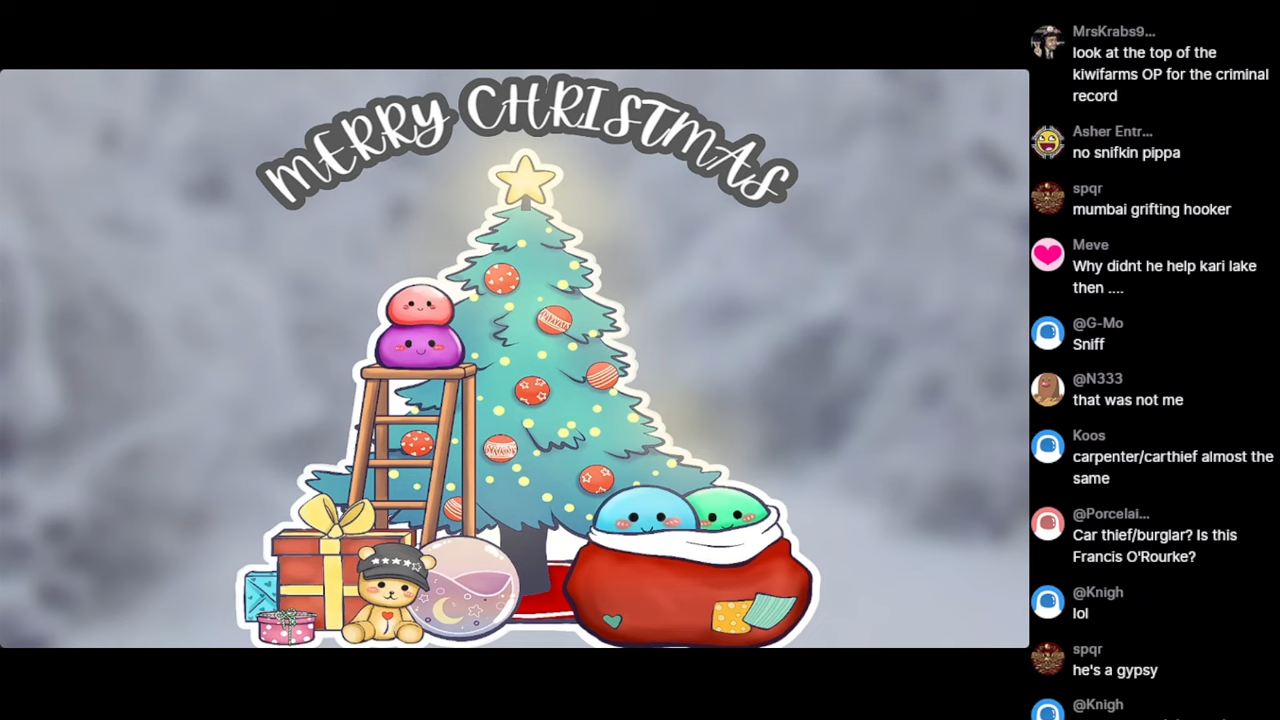 MERRY CHRISTMAS
MrsKrabs9...
look at the top of the
kiwifarms OP for the criminal
record
Asher Entr...
no snifkin pippa
spqr
mumbai grifting hooker
Meve
Why didnt he help kari lake
then ....
@G-Mo
Sniff
@N333
that was not me
Koos
carpenter/carthief almost the
same
@Porcelai...
Car thief/burglar? Is this
Francis O'Rourke?
@Knigh
lol
spqr
he's a gypsy
@Knigh